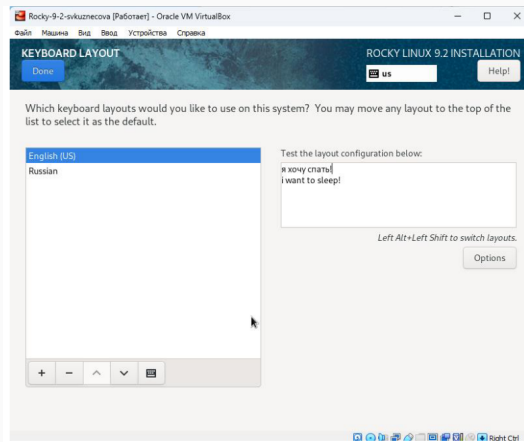 Rocky-9-2-svkuznecova [Работает] - Oracle VM VirtualBox
Файл Машина Вид Ввод Устройства Справка
KEYBOARD LAYOUT
Done
ROCKY LINUX 9.2 INSTALLATION
us
Help!
Which keyboard layouts would you like to use on this system? You may move any layout to the top of the
list to select it as the default.
English (US)
Russian
Test the layout configuration below:
я хочу спать!
i want to sleep!
Left Alt+Left Shift to switch layouts.
Options
Right Ctrl